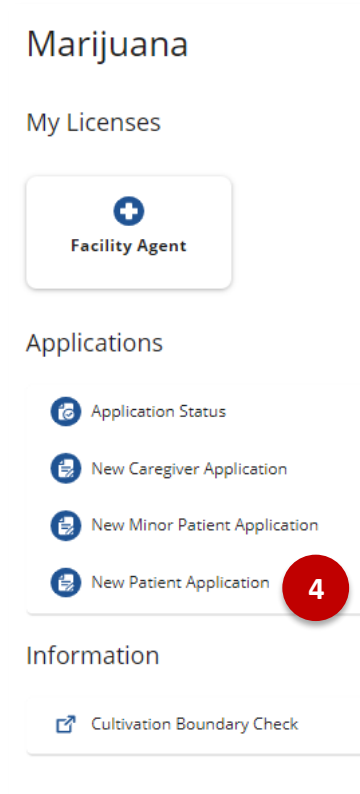 Marijuana
My Licenses
Facility Agent
Applications
Application Status
New Caregiver Application
New Minor Patient Application
New Patient Application
4
Information
Cultivation Boundary Check